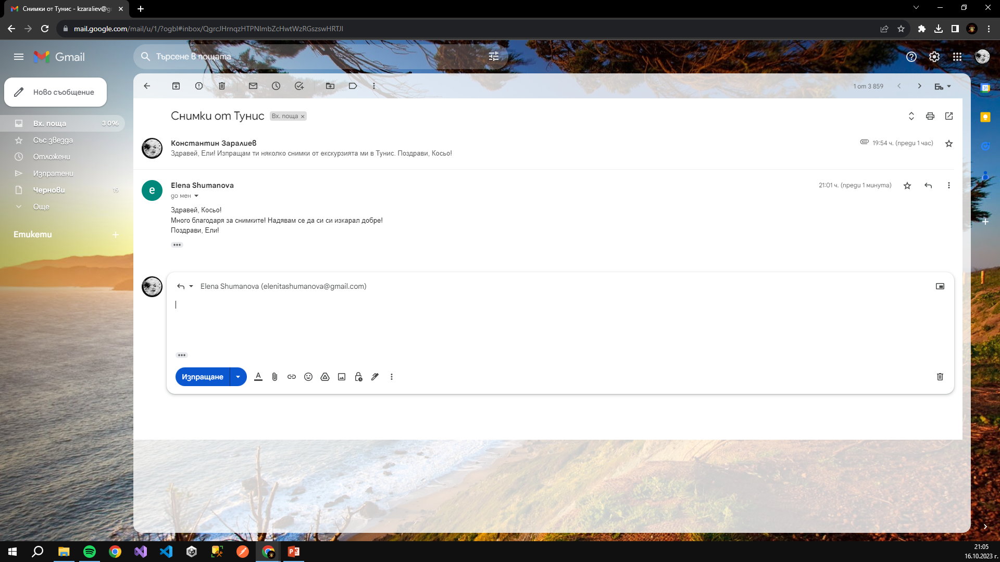 Снимки от Тунис - kzaraliev@g
mail.google.com/mail/u/1/?ogbl#inbox/QgrcJHrnqzHTPNlmbZcHwtWzRGszswHRTJl
Gmail
Търсене в пощата
Ново съобщение
1 от 3 859
Бъ
Вх. поща 3 096
Със звезда
Отложени
Изпратени
Чернови 19
Още
Етикети
Снимки от Тунис Вх. поща ×
Константин Заралиев
19:54 ч. (преди 1 час)
Здравей, Ели! Изпращам ти няколко снимки от екскурзията ми в Тунис. Поздрави, Косьо!
e
Elena Shumanova
21:01 ч. (преди 1 минута)
до мен
Здравей, Косьо!
Много благодаря за снимките! Надявам се да си си изкарал добре!
Поздрави, Ели!
Elena Shumanova (elenitashumanova@gmail.com)
Изпращане
21:05
16.10.2023 г.